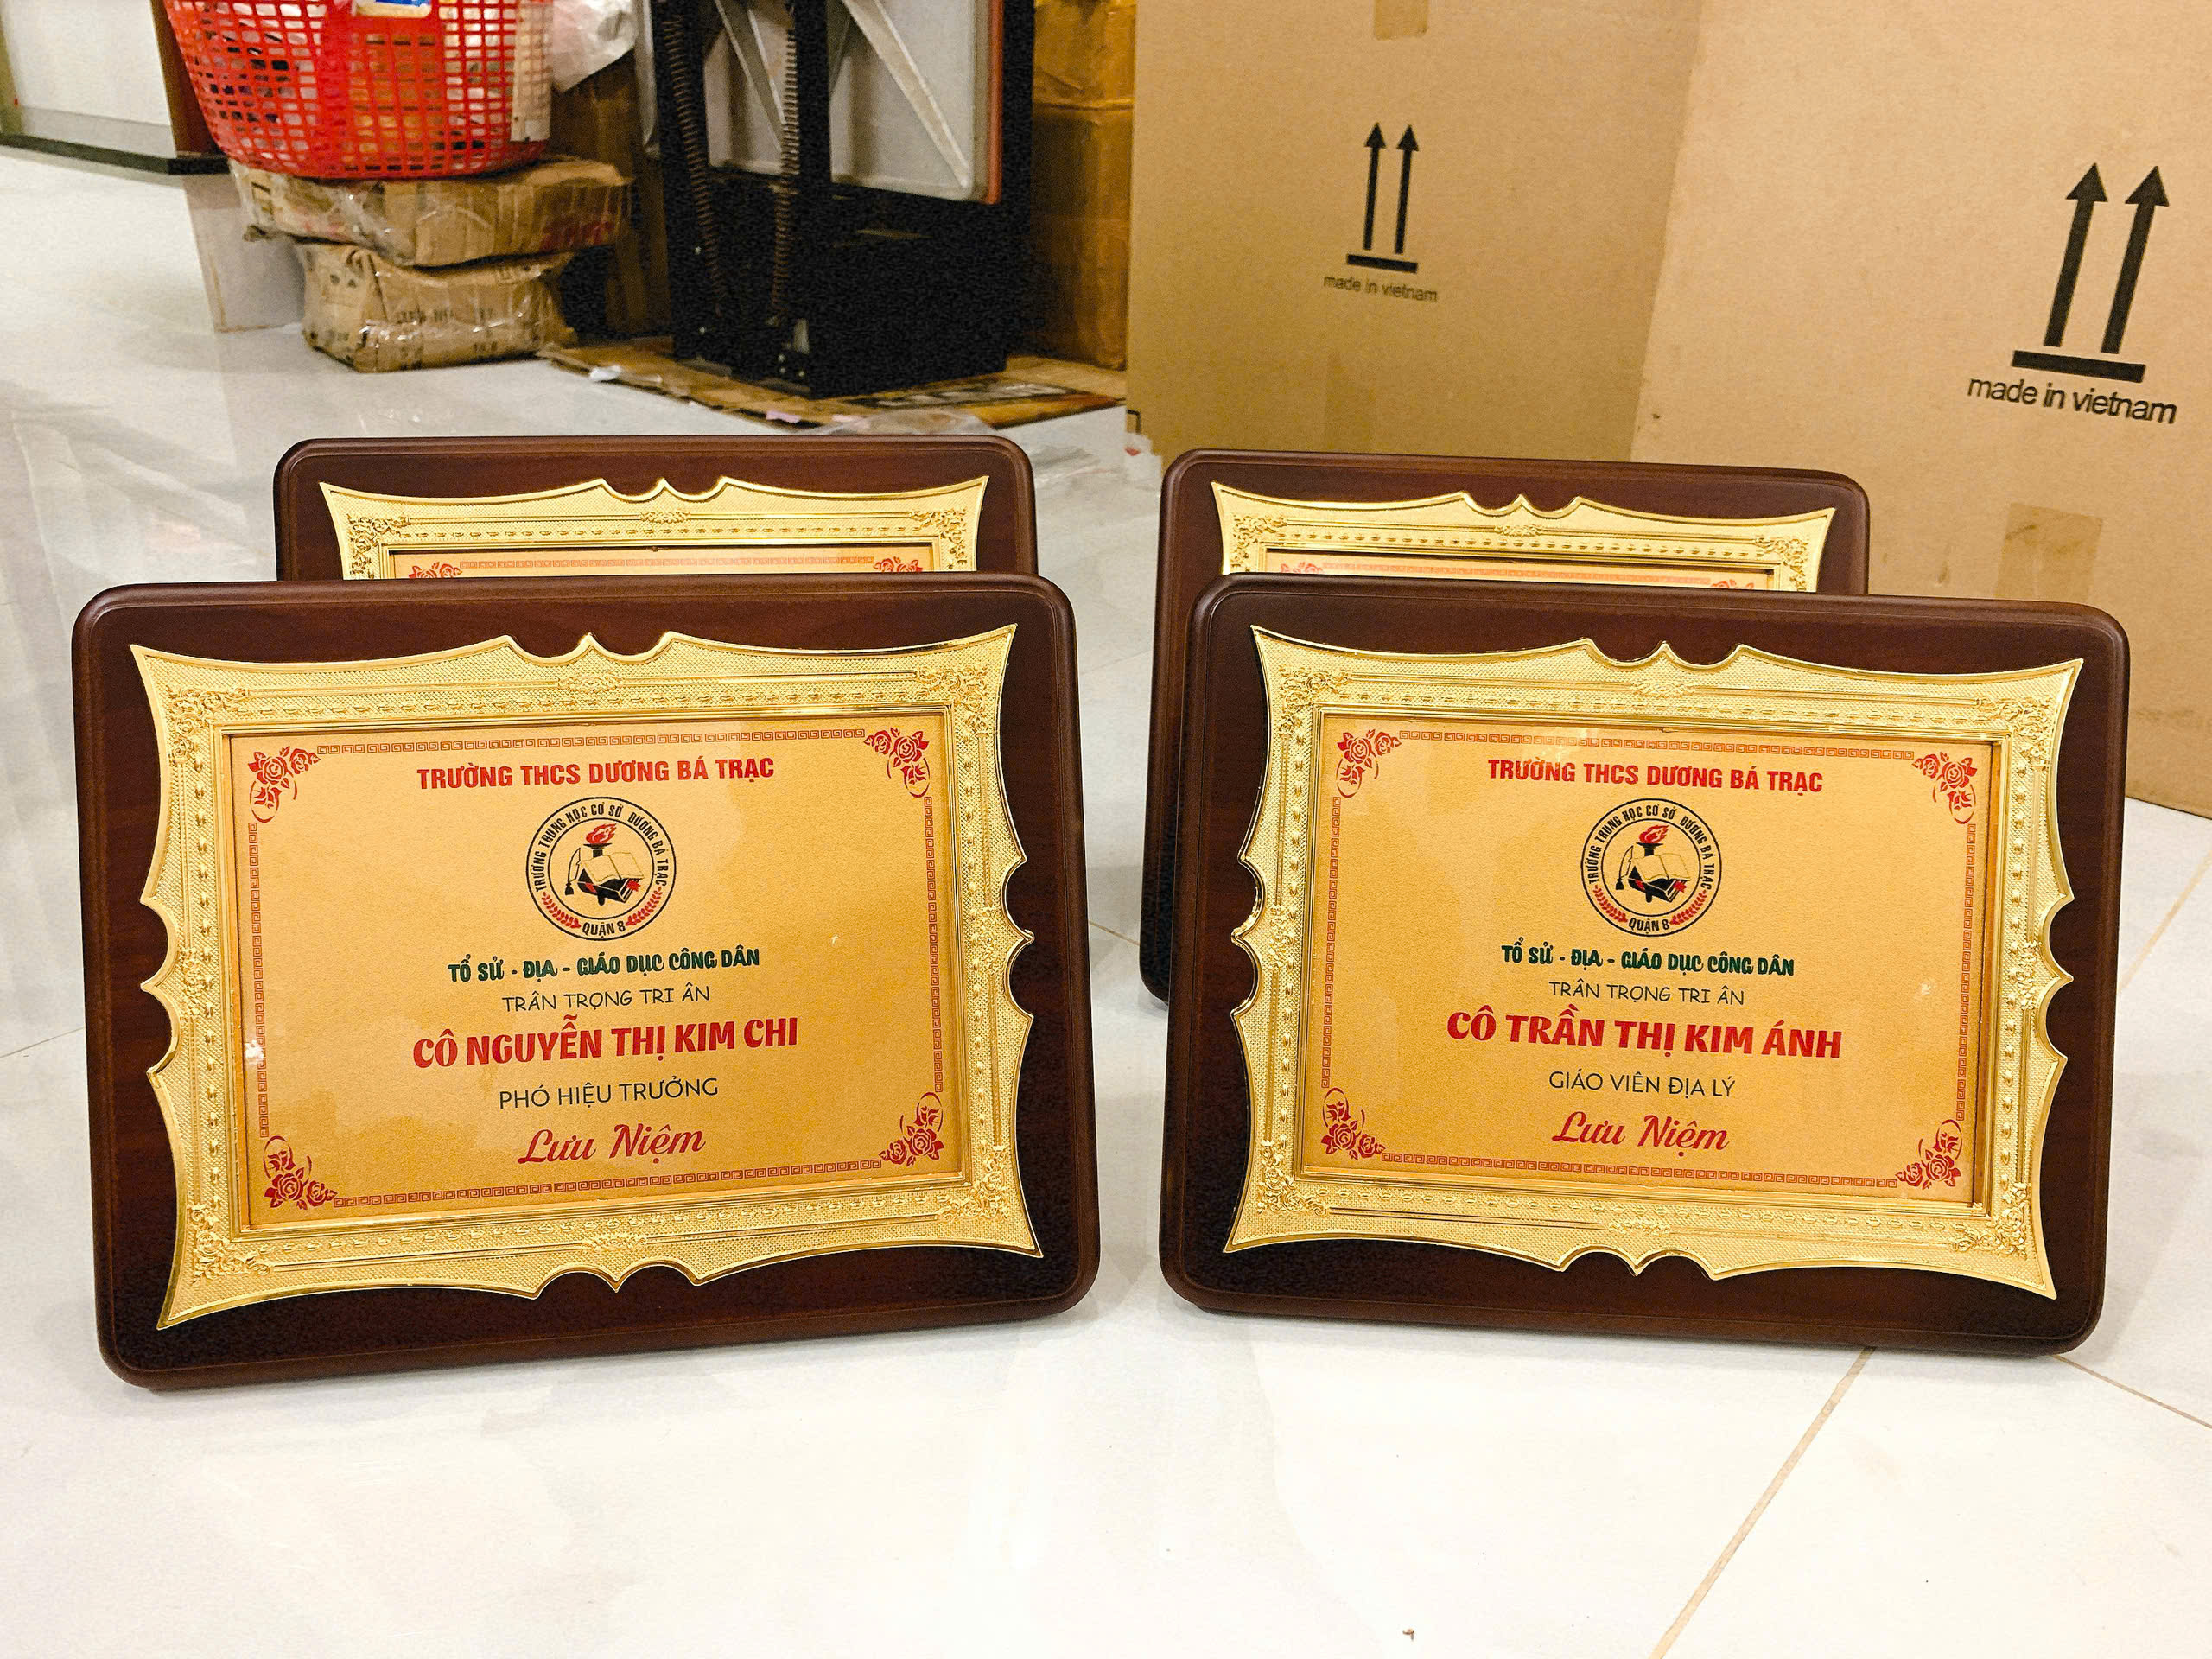 made in vietnam
made in vietnam
TRƯỜNG THCS DƯƠNG BÁ TRẠC
TRƯỜNG TRUNG HỌC CƠ SỞ DƯƠNG BÁ TRẠC
QUẬN 8
TỔ SỬ - ĐỊA - GIÁO DỤC CÔNG DÂN
TRÂN TRỌNG TRI ÂN
CÔ NGUYỄN THỊ KIM CHI
PHÓ HIỆU TRƯỞNG
Lưu Niệm
TRƯỜNG THCS DƯƠNG BÁ TRẠC
TRƯỜNG TRUNG HỌC CƠ SỞ DƯƠNG BÁ TRẠC
QUẬN 8
TỔ SỬ - ĐỊA - GIÁO DỤC CÔNG DÂN
TRÂN TRỌNG TRI ÂN
CÔ TRẦN THỊ KIM ÁNH
GIÁO VIÊN ĐỊA LÝ
Lưu Niệm